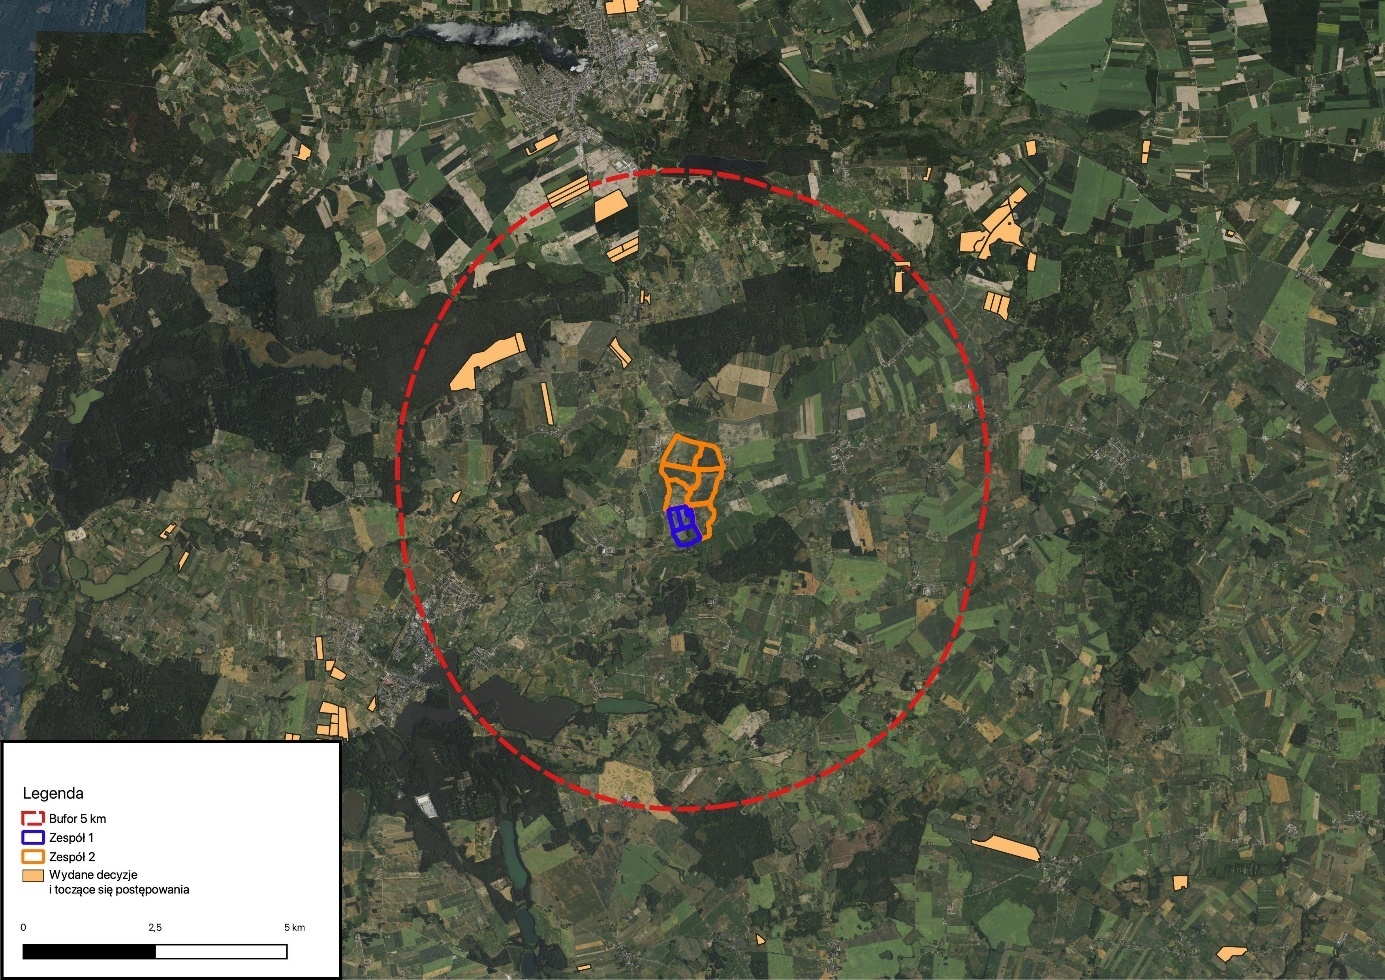 Legenda
Bufor 5 km
Zespół 1
Zespół 2
Wydane decyzje
i toczące się postępowania
0 2,5 5 km